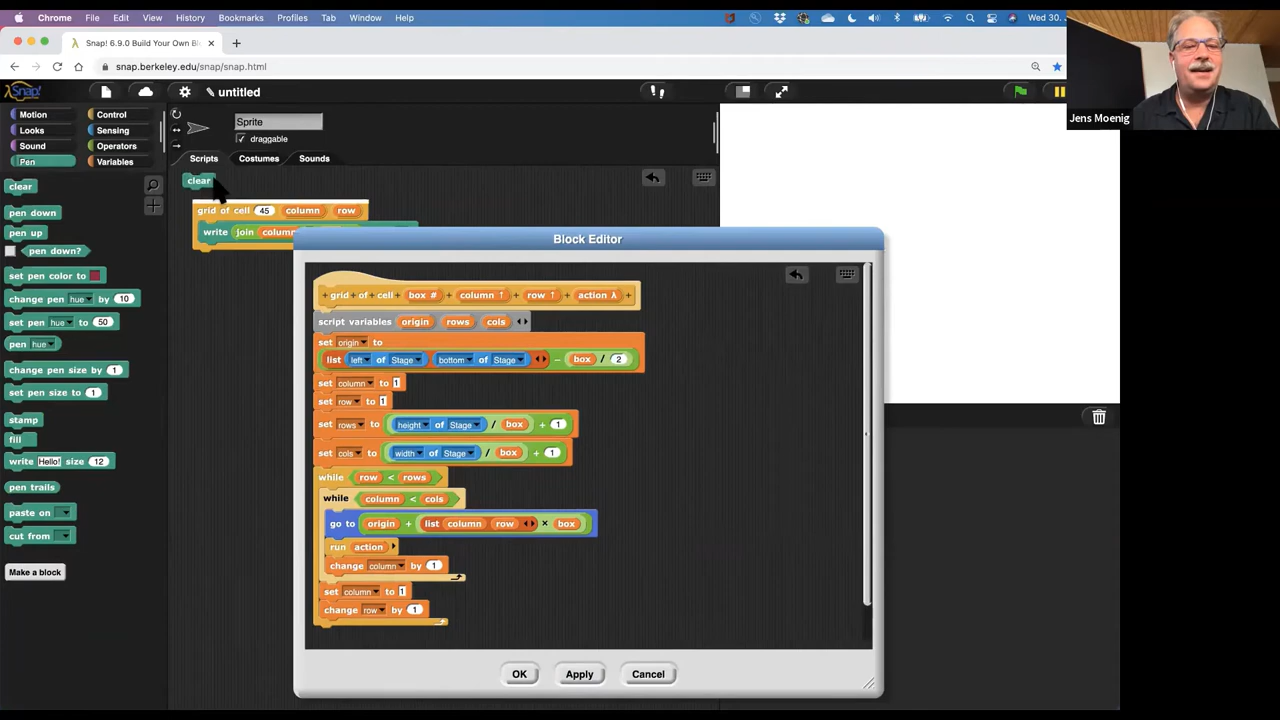 Chrome File Edit View History Bookmarks Profiles Tab Window Help Wed 30.
Snap! 6.9.0 Build Your Own Bl
snap.berkeley.edu/snap/snap.html
Snap! untitled
Jens Moenig
Motion Control
Looks Sensing
Sound Operators
Pen Variables
Sprite
draggable
Scripts Costumes Sounds
clear
pen down
pen up
pen down?
set pen color to
change pen hue by 10
set pen hue to 50
pen hue
change pen size by 1
set pen size to 1
stamp
fill
write Hello! size 12
pen trails
paste on
cut from
Make a block
clear
grid of cell 45 column row
write join colum
Block Editor
+ grid + of + cell + box # + column ↑ + row ↑ + action λ +
script variables origin rows cols
set origin to
list left of Stage bottom of Stage − box / 2
set column to 1
set row to 1
set rows to height of Stage / box + 1
set cols to width of Stage / box + 1
while row < rows
while column < cols
go to origin + list column row × box
run action
change column by 1
set column to 1
change row by 1
OK Apply Cancel